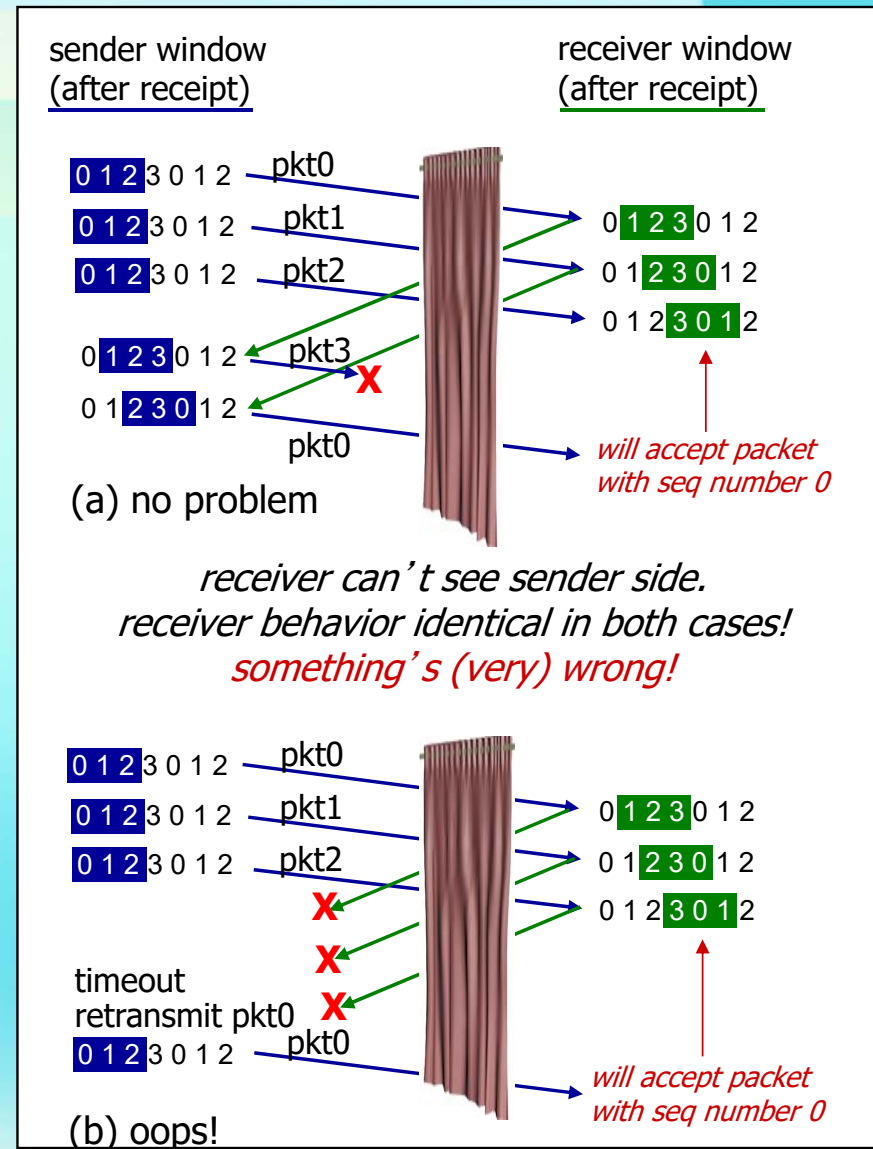 sender window
(after receipt)
receiver window
(after receipt)
0 1 2 3 0 1 2
pkt0
0 1 2 3 0 1 2
0 1 2 3 0 1 2
pkt1
0 1 2 3 0 1 2
0 1 2 3 0 1 2
pkt2
0 1 2 3 0 1 2
0 1 2 3 0 1 2
pkt3
X
0 1 2 3 0 1 2
pkt0
will accept packet
with seq number 0
(a) no problem
receiver can’t see sender side.
receiver behavior identical in both cases!
something’s (very) wrong!
0 1 2 3 0 1 2
pkt0
0 1 2 3 0 1 2
0 1 2 3 0 1 2
pkt1
0 1 2 3 0 1 2
0 1 2 3 0 1 2
pkt2
0 1 2 3 0 1 2
X
X
X
timeout
retransmit pkt0
0 1 2 3 0 1 2
pkt0
will accept packet
with seq number 0
(b) oops!